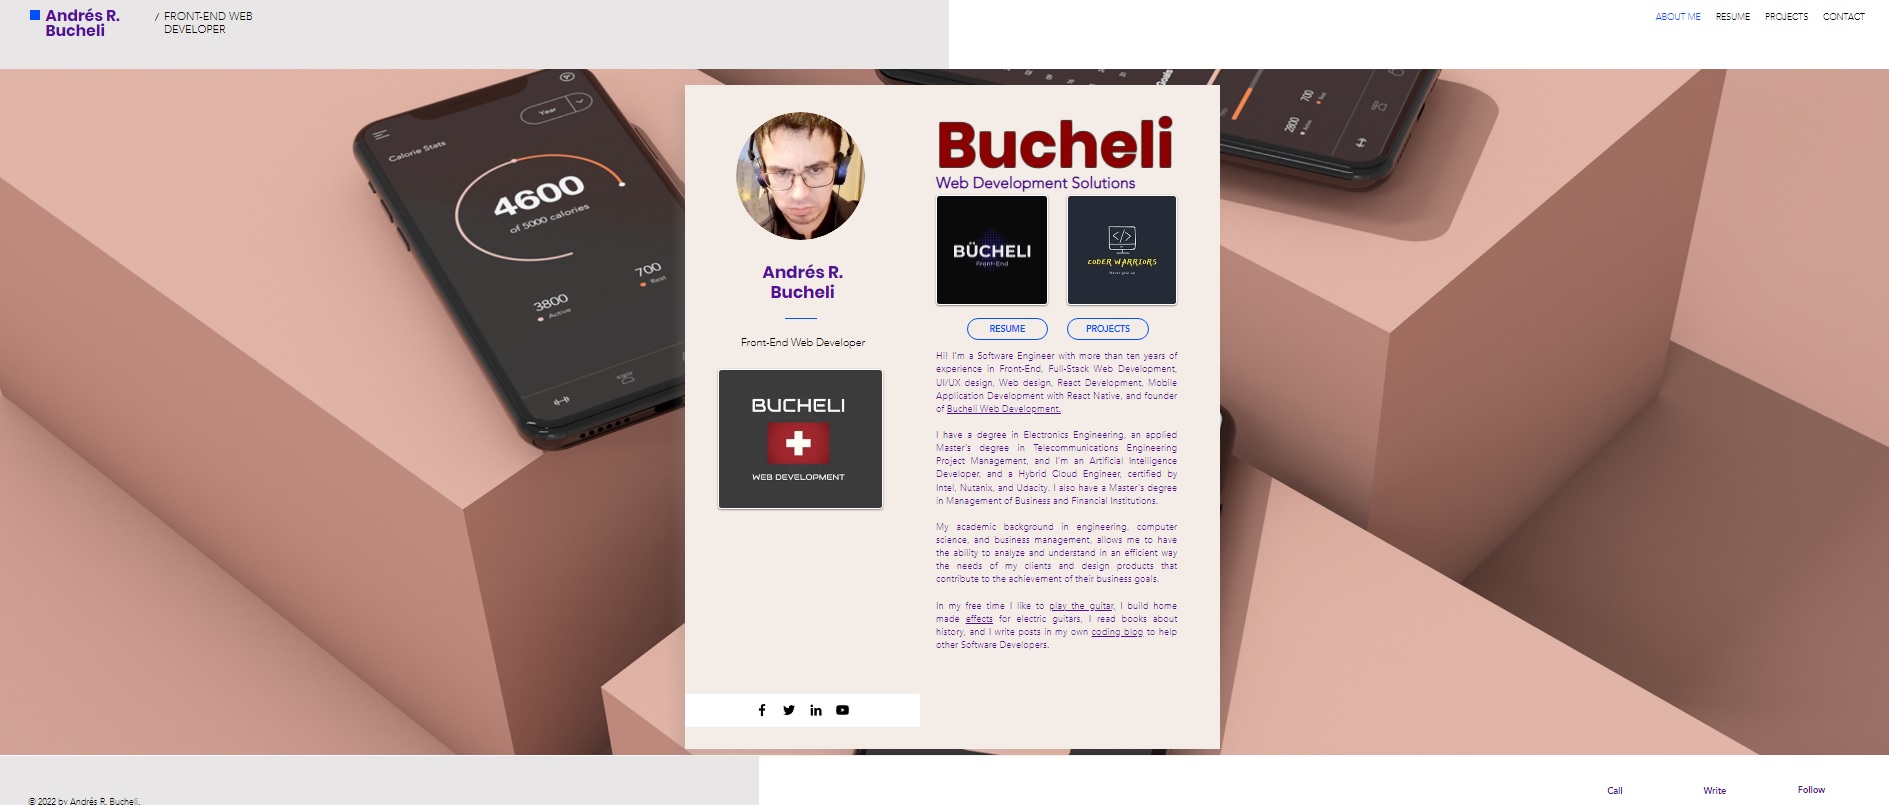 Andrés R.
Bucheli
/ FRONT-END WEB
DEVELOPER
ABOUT ME
RESUME
PROJECTS
CONTACT
Year
Calorie Stats
4600
of 5000 calories
700
Rest
3800
Active
Goals
700
Rest
2800
Active
Andrés R.
Bucheli
Front-End Web Developer
BUCHELI
WEB DEVELOPMENT
Bucheli
Web Development Solutions
BÜCHELI
Front-End
</>
CODER WARRIORS
Never give up
RESUME
PROJECTS
Hi! I'm a Software Engineer with more than ten years of
experience in Front-End, Full-Stack Web Development,
UI/UX design, Web design, React Development, Mobile
Application Development with React Native, and founder
of Bucheli Web Development.
I have a degree in Electronics Engineering, an applied
Master's degree in Telecommunications Engineering
Project Management, and I'm an Artificial Intelligence
Developer, and a Hybrid Cloud Engineer, certified by
Intel, Nutanix, and Udacity. I also have a Master's degree
in Management of Business and Financial Institutions.
My academic background in engineering, computer
science, and business management, allows me to have
the ability to analyze and understand in an efficient way
the needs of my clients and design products that
contribute to the achievement of their business goals.
In my free time I like to play the guitar, I build home
made effects for electric guitars, I read books about
history, and I write posts in my own coding blog to help
other Software Developers.
© 2022 by Andrés R. Bucheli.
Call
Write
Follow